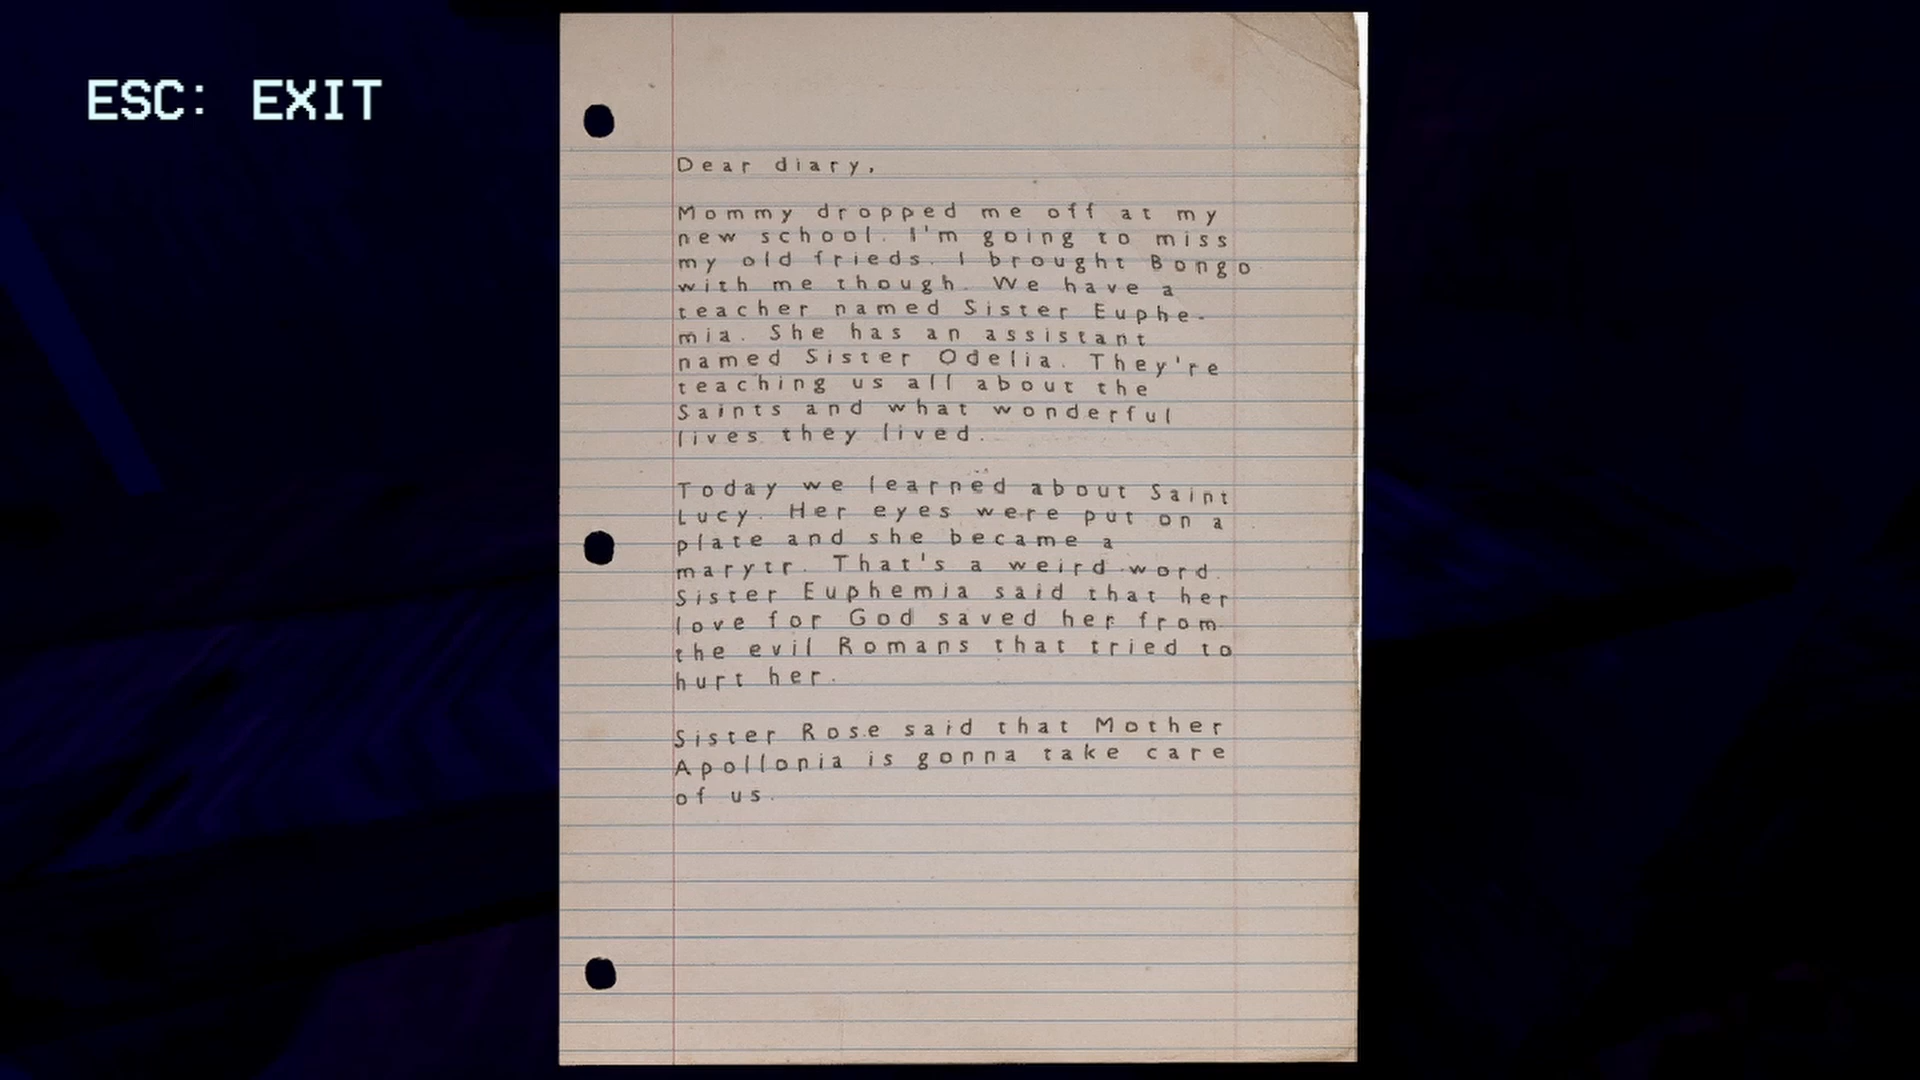 ESC: EXIT
Dear diary,
Mommy dropped me off at my
new school. I'm going to miss
my old frieds. I brought Bongo
with me though. We have a
teacher named Sister Euphe-
mia. She has an assistant
named Sister Odelia. They're
teaching us all about the
Saints and what wonderful
lives they lived.
Today we learned about Saint
Lucy. Her eyes were put on a
plate and she became a
marytr. That's a weird word.
Sister Euphemia said that her
love for God saved her from
the evil Romans that tried to
hurt her.
Sister Rose said that Mother
Apollonia is gonna take care
of us.